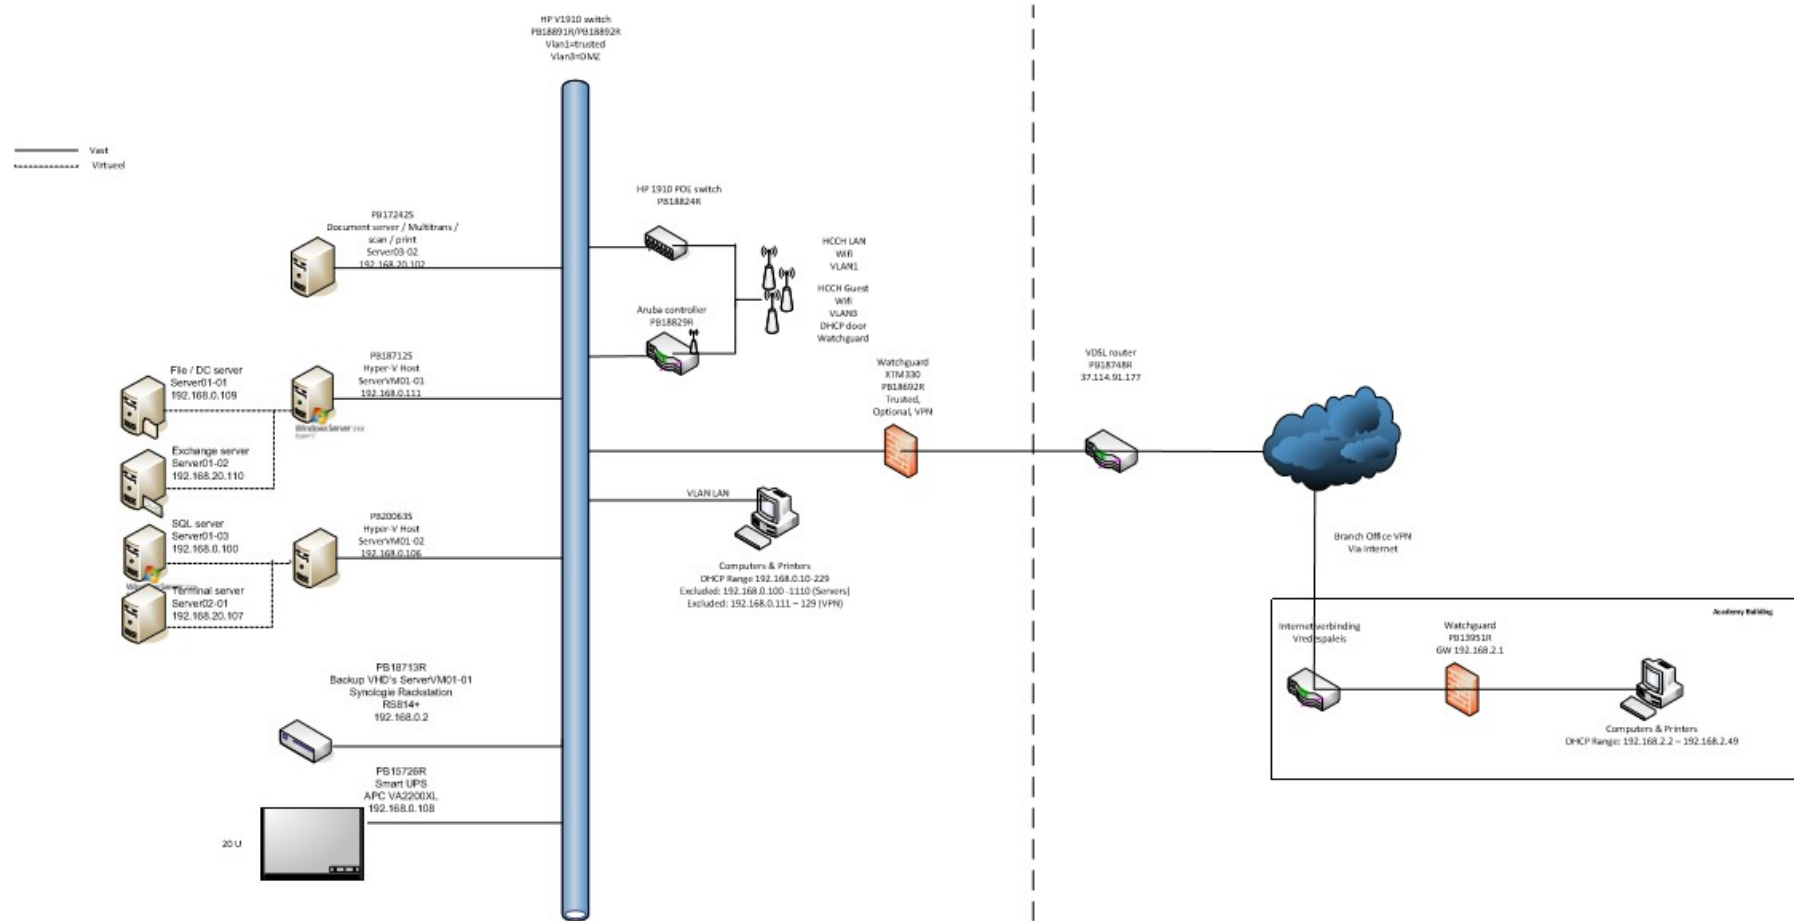 HP V1910 switch
PB18891R/PB18892R
Vlan1=trusted
Vlan3=DMZ
Vast
Virtueel
HP 1910 POE switch
PB18824R
PB17242S
Document server / Multitrans /
scan / print
Server03-02
192.168.20.102
HCCH LAN
Wifi
VLAN1
HCCH Guest
Wifi
VLAN3
DHCP door
Watchguard
Aruba controller
PB18829R
PB18712S
Hyper-V Host
ServerVM01-01
192.168.0.111
File / DC server
Server01-01
192.168.0.109
Windows Server
Exchange server
Server01-02
192.168.20.110
Watchguard
XTM330
PB18692R
Trusted,
Optional, VPN
VDSL router
PB18748R
37.114.91.177
VLAN LAN
PB20063S
Hyper-V Host
ServerVM01-02
192.168.0.106
SQL server
Server01-03
192.168.0.100
Terminal server
Server02-01
192.168.20.107
Computers & Printers
DHCP Range 192.168.0.10-229
Excluded: 192.168.0.100 -1110 (Servers)
Excluded: 192.168.0.111 – 129 (VPN)
Branch Office VPN
Via Internet
Academy Building
Internetverbinding
Vredespaleis
Watchguard
PB13951R
GW 192.168.2.1
Computers & Printers
DHCP Range: 192.168.2.2 – 192.168.2.49
PB18713R
Backup VHD's ServerVM01-01
Synologie Rackstation
RS814+
192.168.0.2
PB15726R
Smart UPS
APC VA2200XL
192.168.0.108
20 U